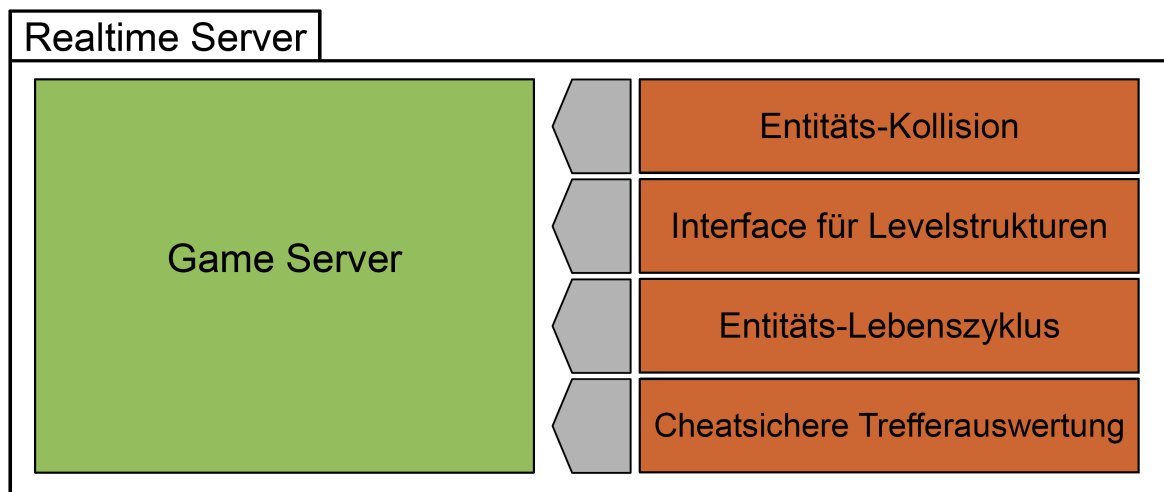 Realtime Server
Game Server
Entitäts-Kollision
Interface für Levelstrukturen
Entitäts-Lebenszyklus
Cheatsichere Trefferauswertung